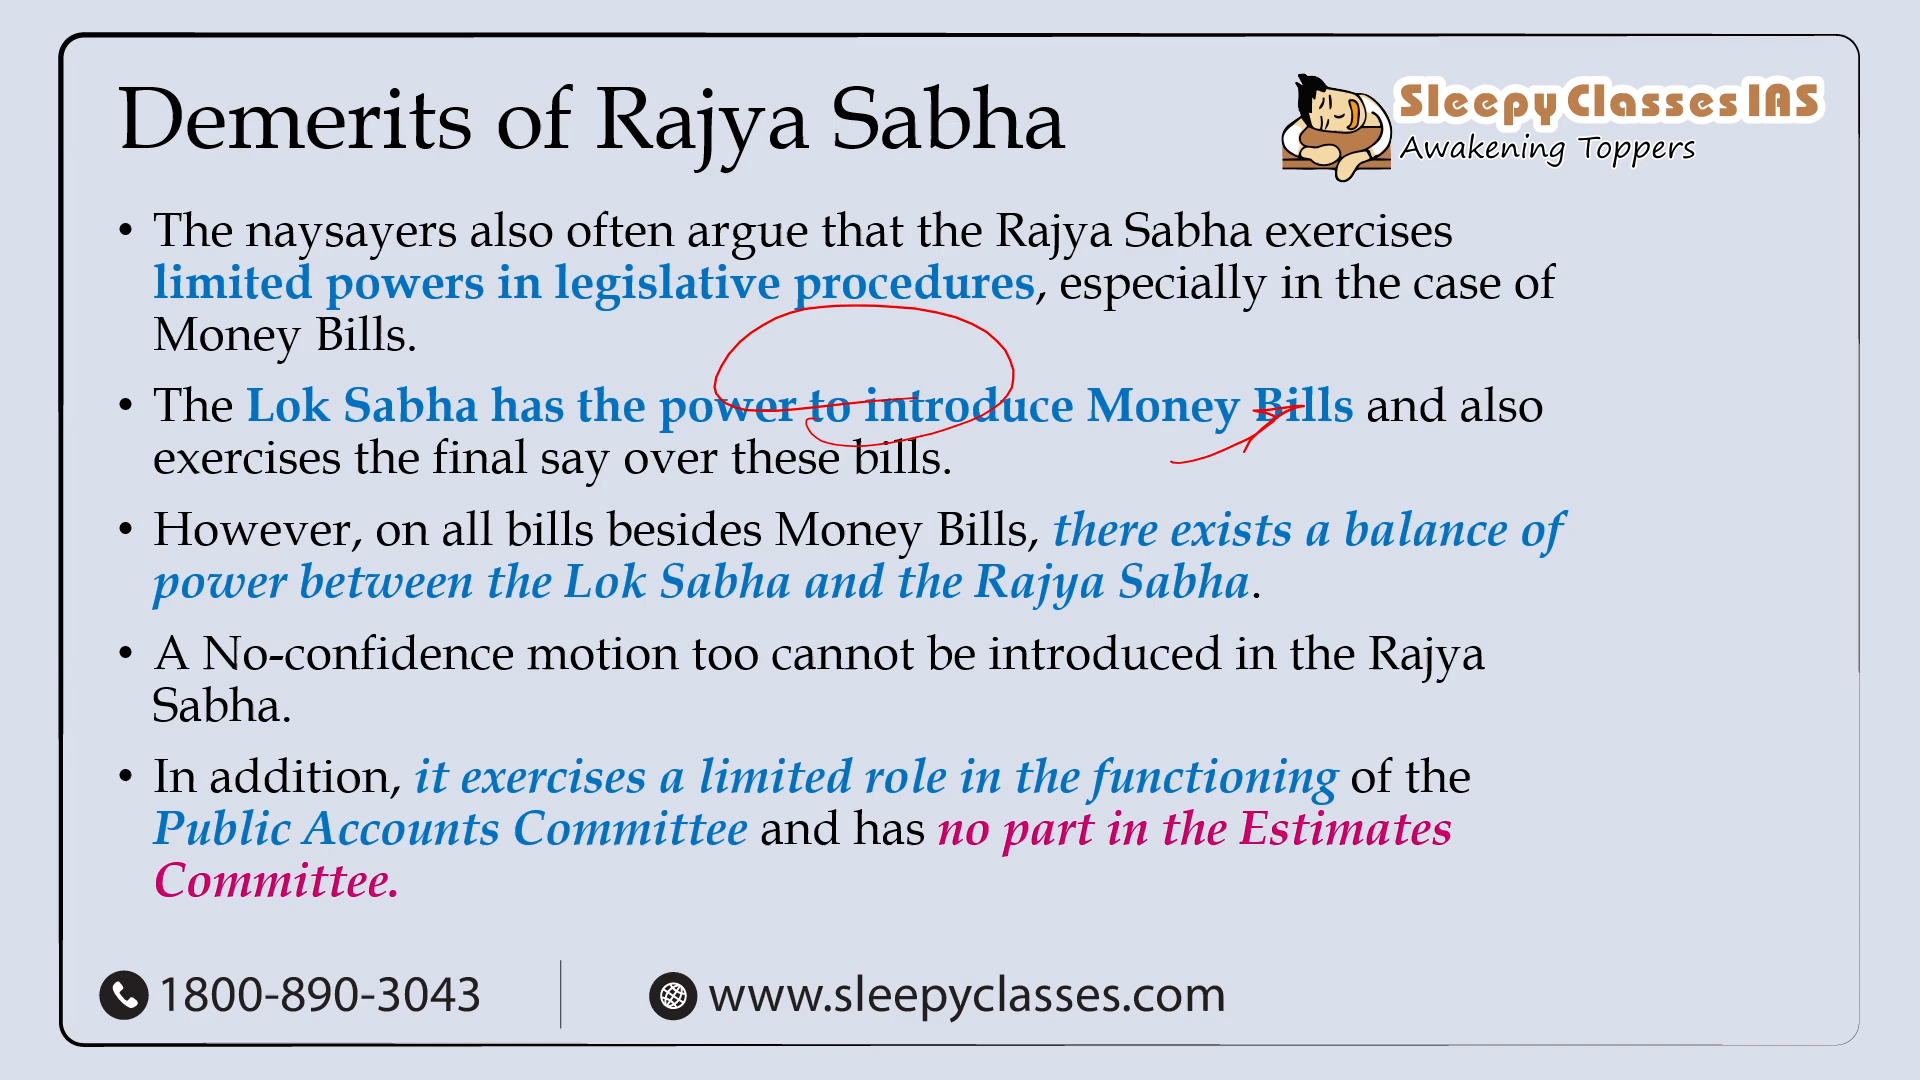 Demerits of Rajya Sabha
Sleepy Classes IAS
Awakening Toppers
• The naysayers also often argue that the Rajya Sabha exercises
limited powers in legislative procedures, especially in the case of
Money Bills.
• The Lok Sabha has the power to introduce Money Bills and also
exercises the final say over these bills.
• However, on all bills besides Money Bills, there exists a balance of
power between the Lok Sabha and the Rajya Sabha.
• A No-confidence motion too cannot be introduced in the Rajya
Sabha.
• In addition, it exercises a limited role in the functioning of the
Public Accounts Committee and has no part in the Estimates
Committee.
1800-890-3043
www.sleepyclasses.com